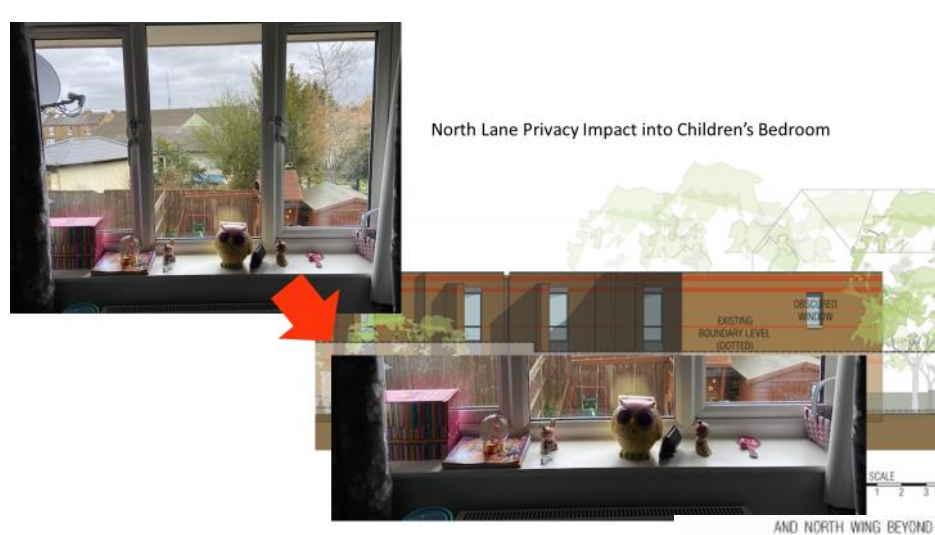 North Lane Privacy Impact into Children's Bedroom
OBSCURED
WINDOW
EXISTING
BOUNDARY LEVEL
(DOTTED)
SCALE
1 2 3
AND NORTH WING BEYOND